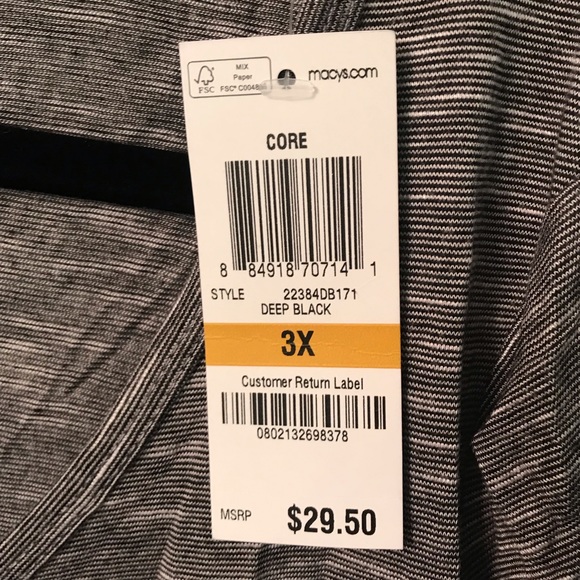 MIX
Paper
FSC FSC® C0048
macys.com
CORE
8 84918 70714 1
STYLE 22384DB171
DEEP BLACK
3X
Customer Return Label
0802132698378
MSRP $29.50